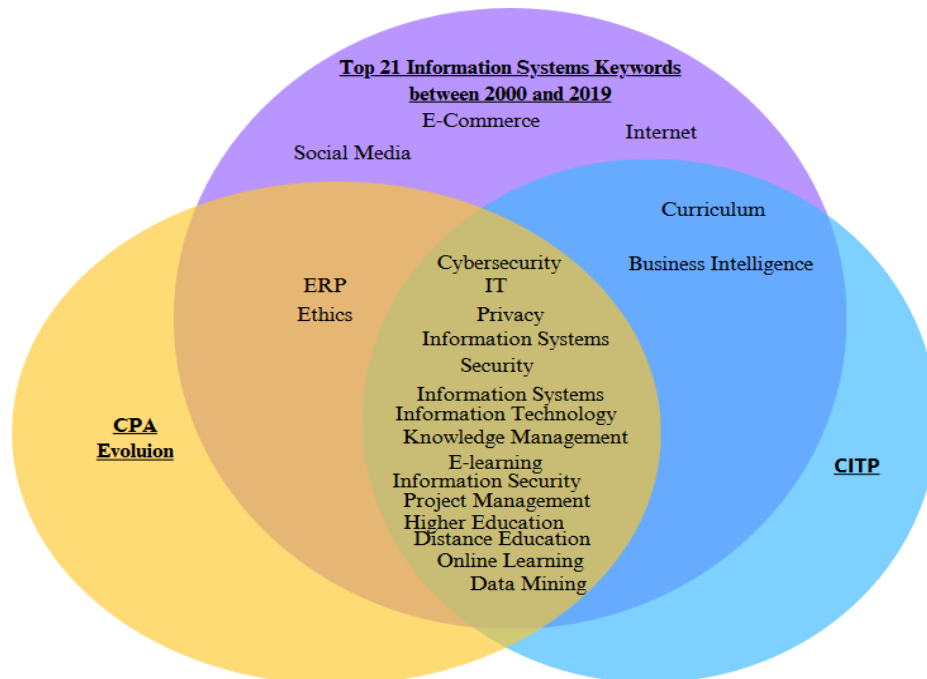 Top 21 Information Systems Keywords
between 2000 and 2019
E-Commerce
Internet
Social Media
Curriculum
Business Intelligence
ERP
Ethics
Cybersecurity
IT
Privacy
Information Systems
Security
Information Systems
Information Technology
Knowledge Management
E-learning
Information Security
Project Management
Higher Education
Distance Education
Online Learning
Data Mining
CPA
Evoluion
CITP